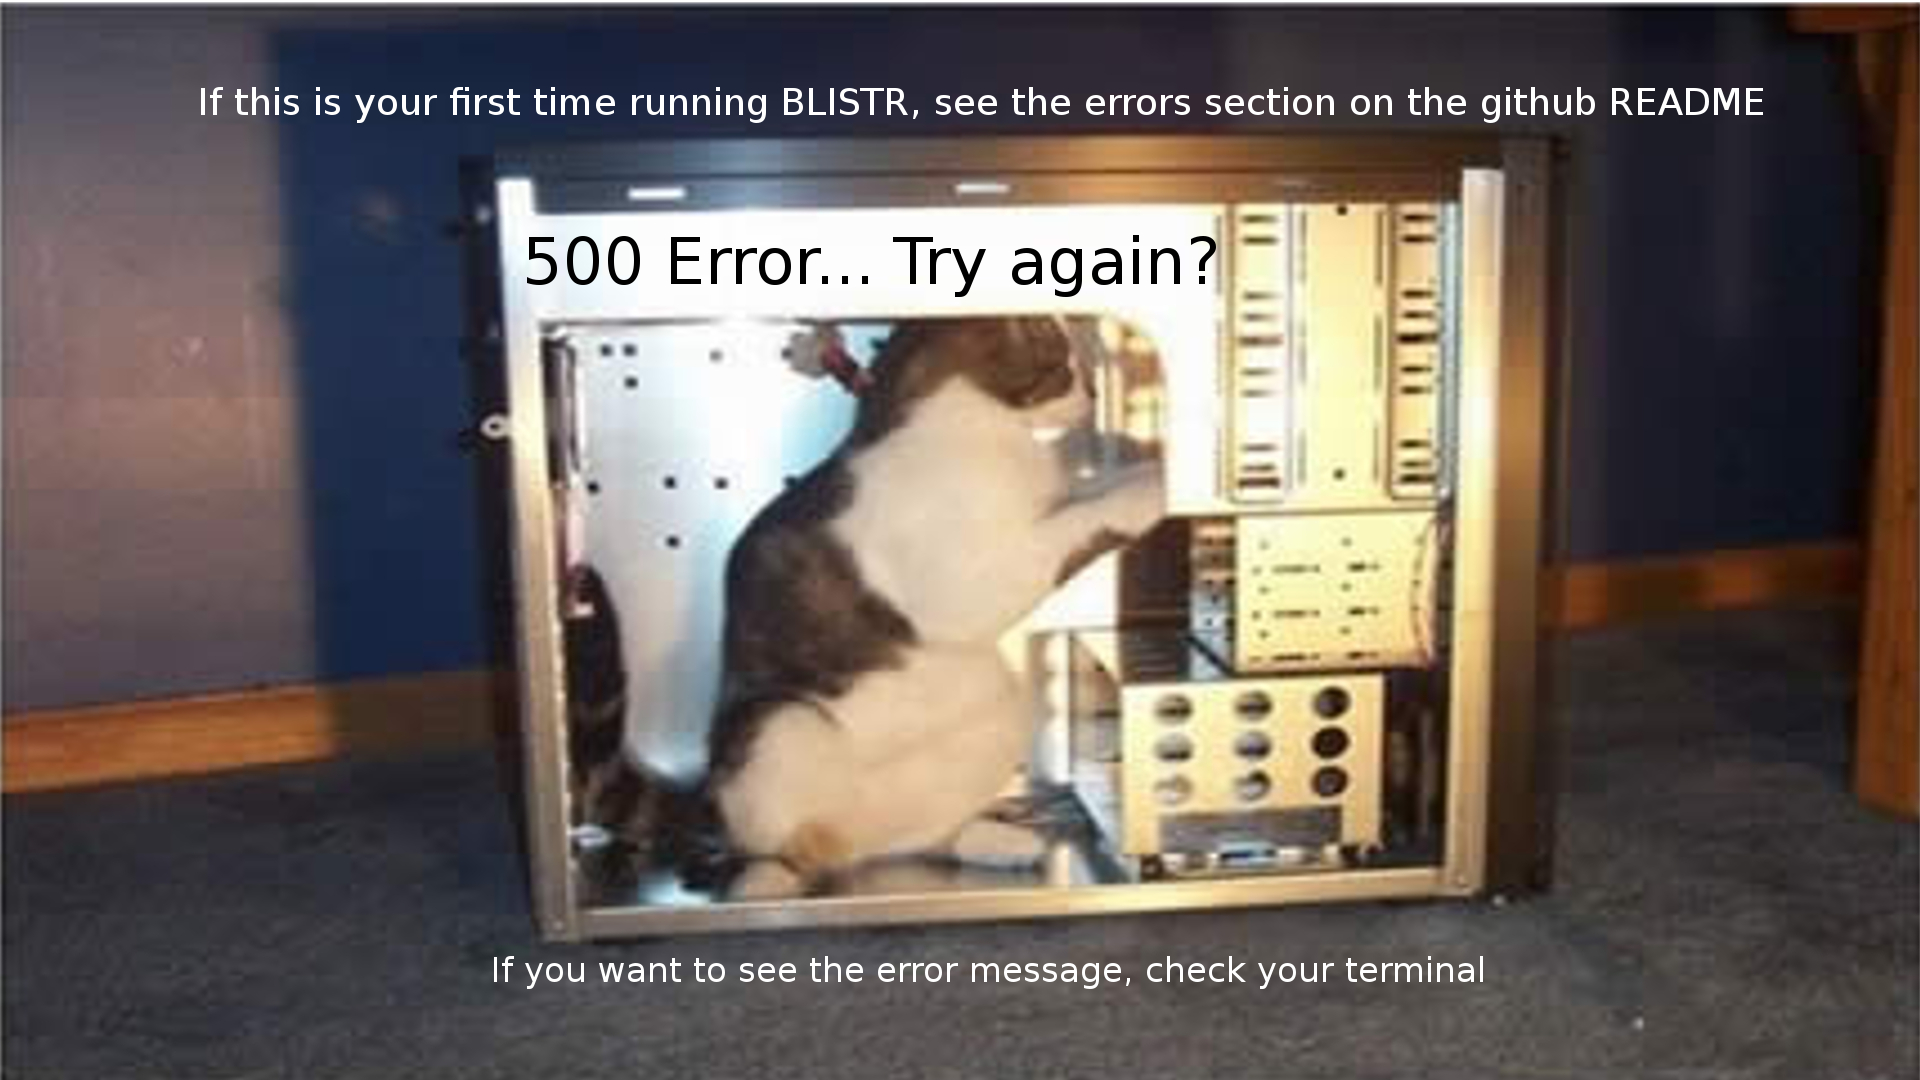 If this is your first time running BLISTR, see the errors section on the github README
500 Error... Try again?
If you want to see the error message, check your terminal